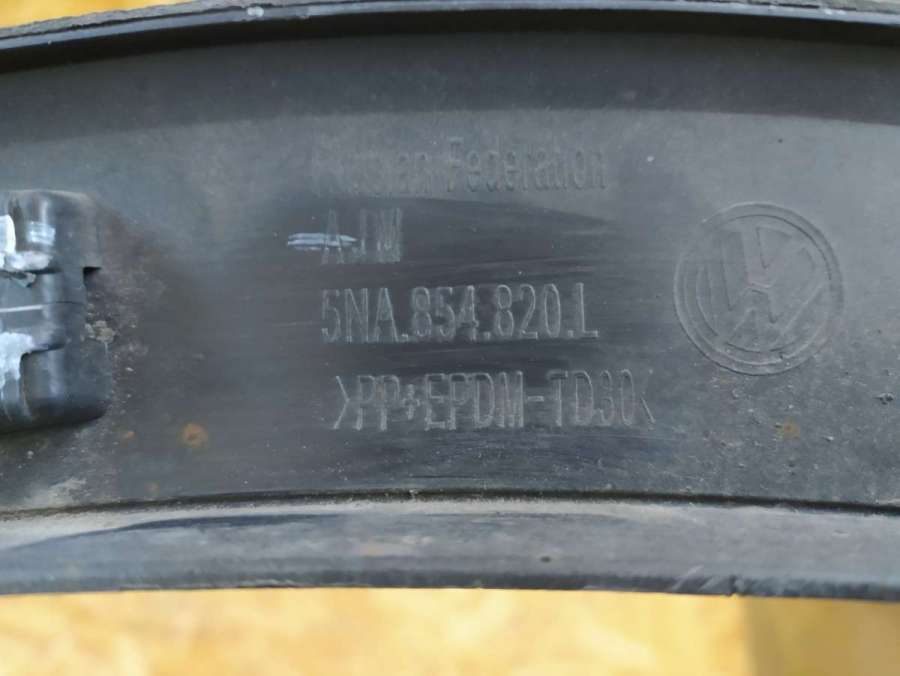 Russian Federation
AJW
5NA.854.820.L
>PP+EPDM-TD30<